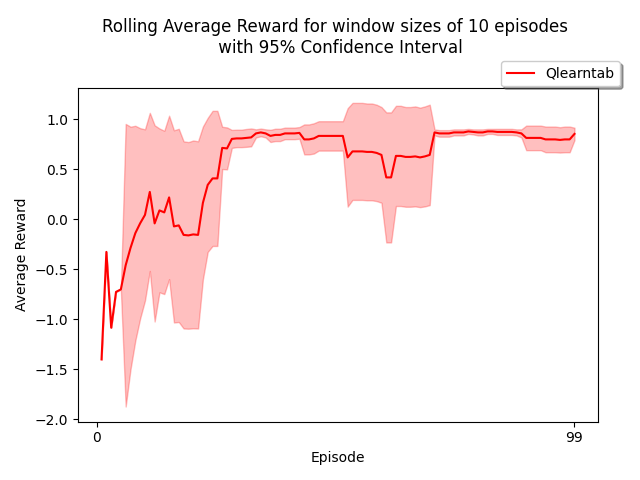 Rolling Average Reward for window sizes of 10 episodes
with 95% Confidence Interval
Qlearntab
1.0
0.5
0.0
−0.5
−1.0
−1.5
−2.0
Average Reward
0
99
Episode